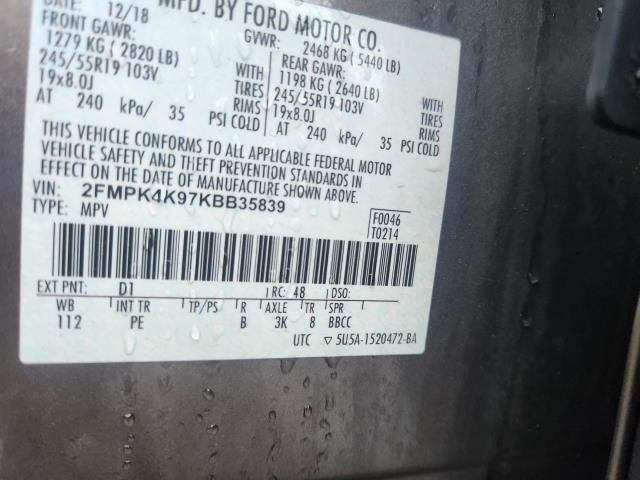 DATE: 12/18 MFD. BY FORD MOTOR CO.
FRONT GAWR: GVWR: 2468 KG (5440 LB)
1279 KG (2820 LB) REAR GAWR:
245/55R19 103V WITH 1198 KG (2640 LB) WITH
19x8.0J TIRES 245/55R19 103V TIRES
RIMS 19x8.0J RIMS
AT 240 kPa/ 35 PSI COLD AT 240 kPa/ 35 PSI COLD
THIS VEHICLE CONFORMS TO ALL APPLICABLE FEDERAL MOTOR
VEHICLE SAFETY AND THEFT PREVENTION STANDARDS IN
EFFECT ON THE DATE OF MANUFACTURE SHOWN ABOVE.
VIN: 2FMPK4K97KBB35839
TYPE: MPV F0046
T0214
EXT PNT: D1 RC: 48 DSO:
WB INT TR TP/PS R AXLE TR SPR
112 PE B 3K 8 BBCC
UTC ▽5U5A-1520472-BA